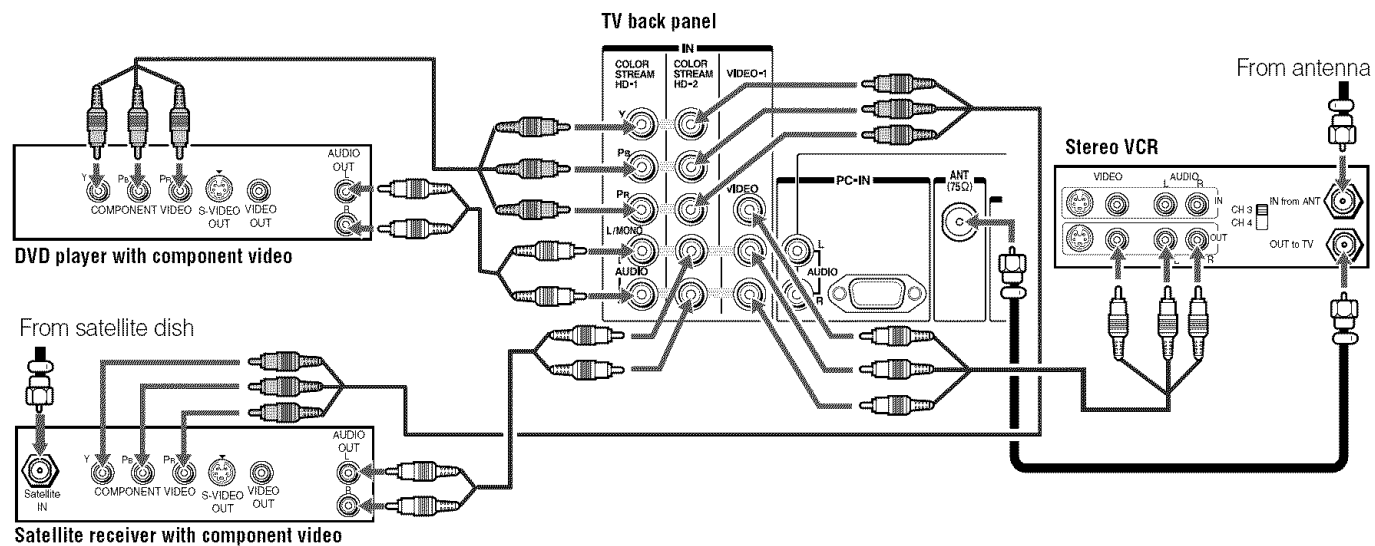 TV back panel
IN
COLOR
STREAM
HD-1
COLOR
STREAM
HD-2
VIDEO-1
Y
PB
PR
L/MONO
L
AUDIO
R
VIDEO
PC-IN
L
AUDIO
R
ANT
(75Ω)
From antenna
Stereo VCR
VIDEO
L AUDIO R
IN
OUT
L R
CH 3
CH 4
IN from ANT
OUT to TV
AUDIO
OUT
L
R
Y PB PR
COMPONENT VIDEO
S-VIDEO
OUT
VIDEO
OUT
DVD player with component video
From satellite dish
AUDIO
OUT
L
R
Satellite
IN
Y PB PR
COMPONENT VIDEO
S-VIDEO
OUT
VIDEO
OUT
Satellite receiver with component video